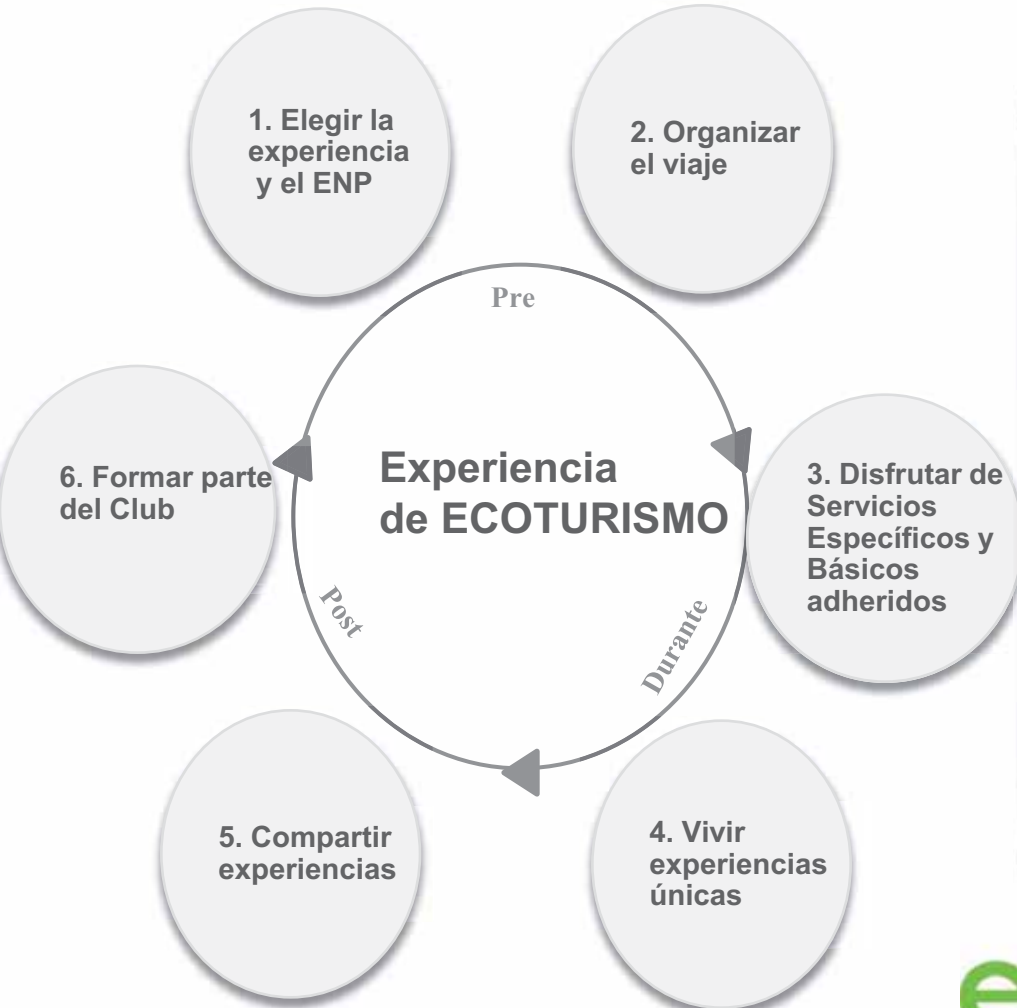 1. Elegir la
experiencia
y el ENP
2. Organizar
el viaje
Pre
Experiencia
de ECOTURISMO
3. Disfrutar de
Servicios
Específicos y
Básicos
adheridos
6. Formar parte
del Club
Post
Durante
5. Compartir
experiencias
4. Vivir
experiencias
únicas
e